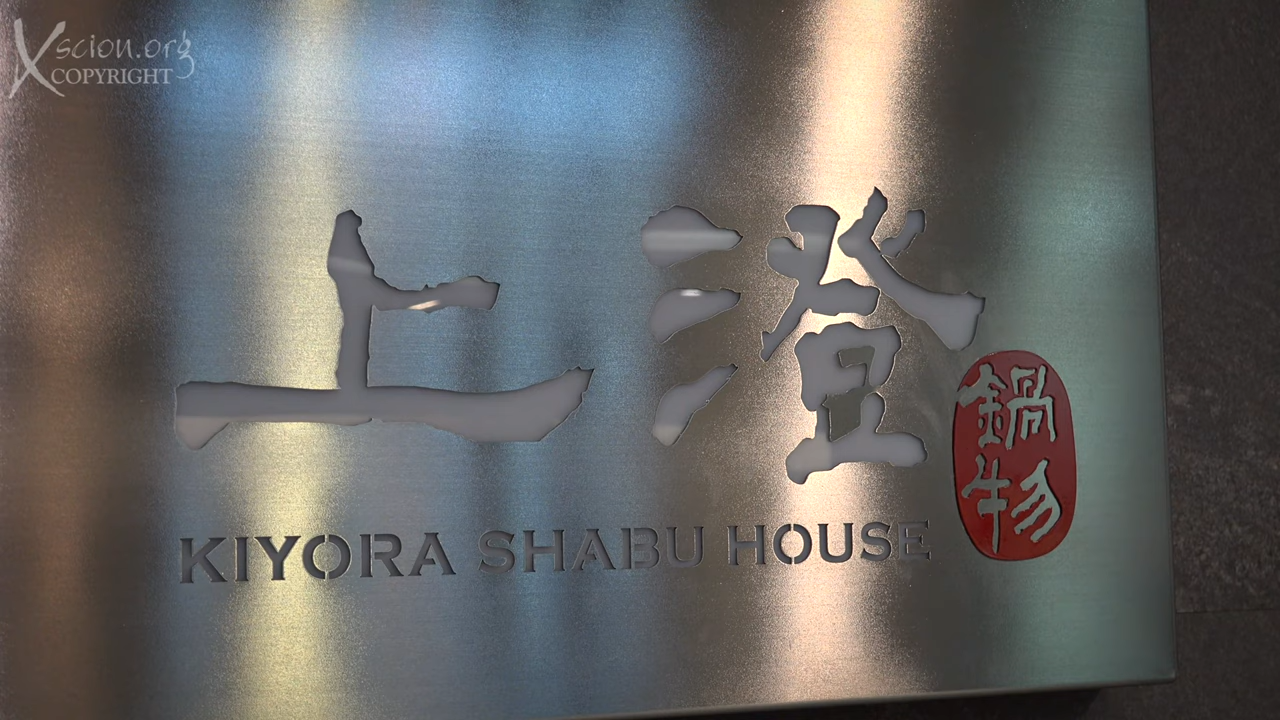 Xscion.org
COPYRIGHT
上澄
鍋物
KIYORA SHABU HOUSE